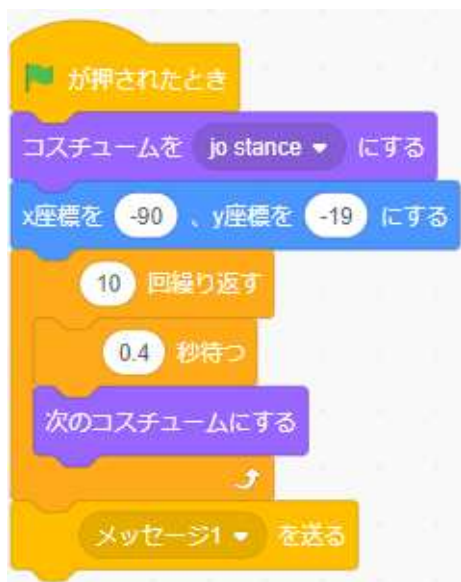 が押されたとき
コスチュームを jo stance にする
x座標を -90 、y座標を -19 にする
10 回繰り返す
0.4 秒待つ
次のコスチュームにする
メッセージ1 を送る